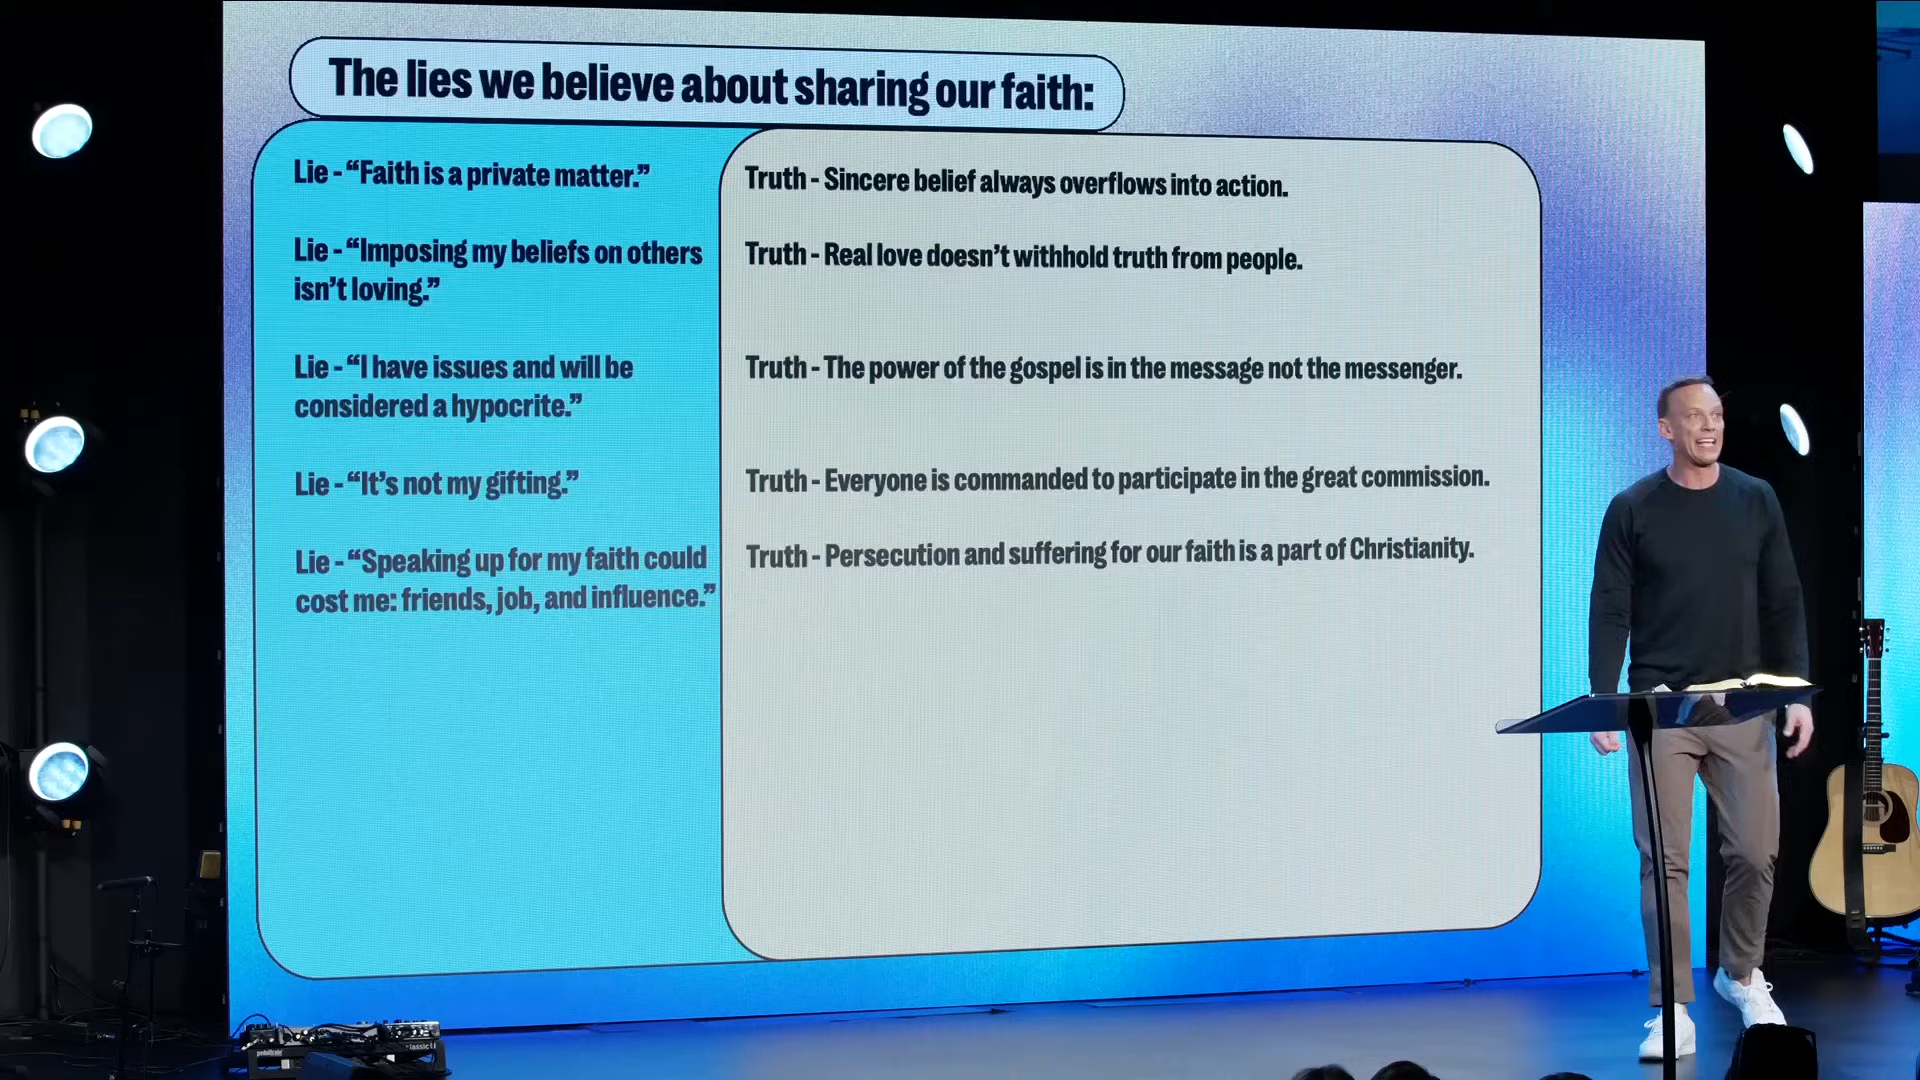 The lies we believe about sharing our faith:
Lie - “Faith is a private matter.”
Truth - Sincere belief always overflows into action.
Lie - “Imposing my beliefs on others
isn’t loving.”
Truth - Real love doesn’t withhold truth from people.
Lie - “I have issues and will be
considered a hypocrite.”
Truth - The power of the gospel is in the message not the messenger.
Lie - “It’s not my gifting.”
Truth - Everyone is commanded to participate in the great commission.
Lie - “Speaking up for my faith could
cost me: friends, job, and influence.”
Truth - Persecution and suffering for our faith is a part of Christianity.